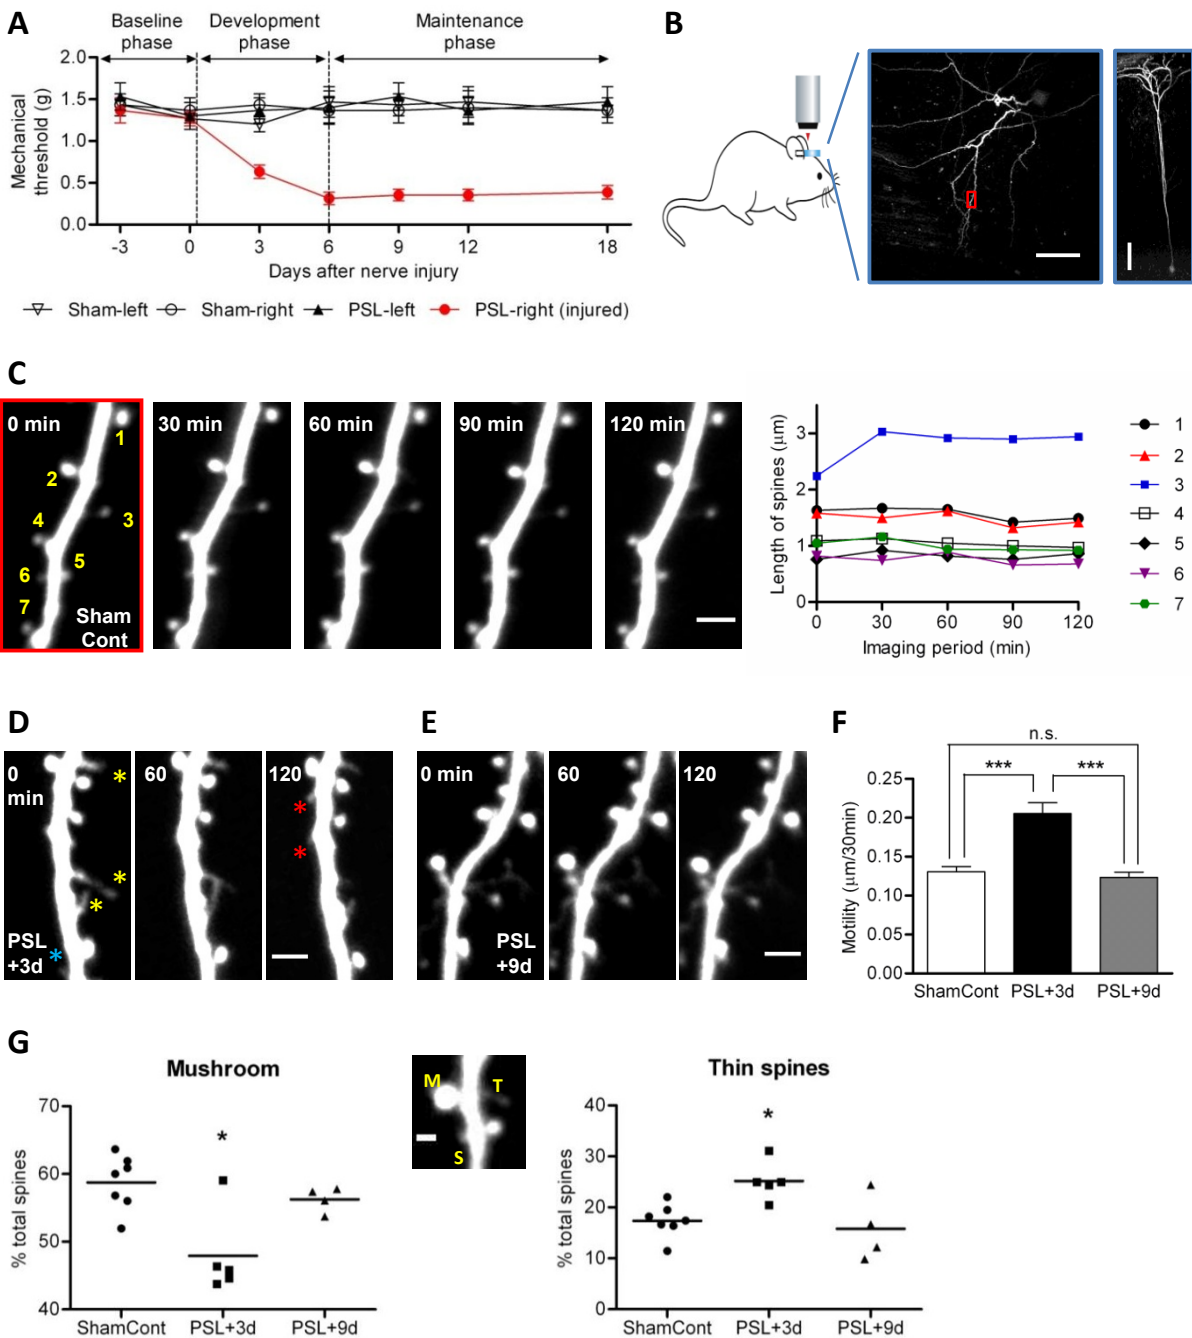 A
Baseline phase
Development phase
Maintenance phase
Mechanical threshold (g)
2.0
1.5
1.0
0.5
0.0
-3 0 3 6 9 12 18
Days after nerve injury
Sham-left Sham-right PSL-left PSL-right (injured)
B
C
0 min
1
2
3
4
5
6
7
Sham
Cont
30 min
60 min
90 min
120 min
Length of spines (μm)
3
2
1
0
0 30 60 90 120
Imaging period (min)
1
2
3
4
5
6
7
D
0
min
*
*
*
*
PSL
+3d
60
120
*
*
E
0 min
PSL
+9d
60
120
F
n.s.
*** ***
Motility (μm/30min)
0.25
0.20
0.15
0.10
0.05
0.00
ShamCont PSL+3d PSL+9d
G
Mushroom
% total spines
70
60
50
40
*
ShamCont PSL+3d PSL+9d
M
T
S
Thin spines
% total spines
40
30
20
10
0
*
ShamCont PSL+3d PSL+9d